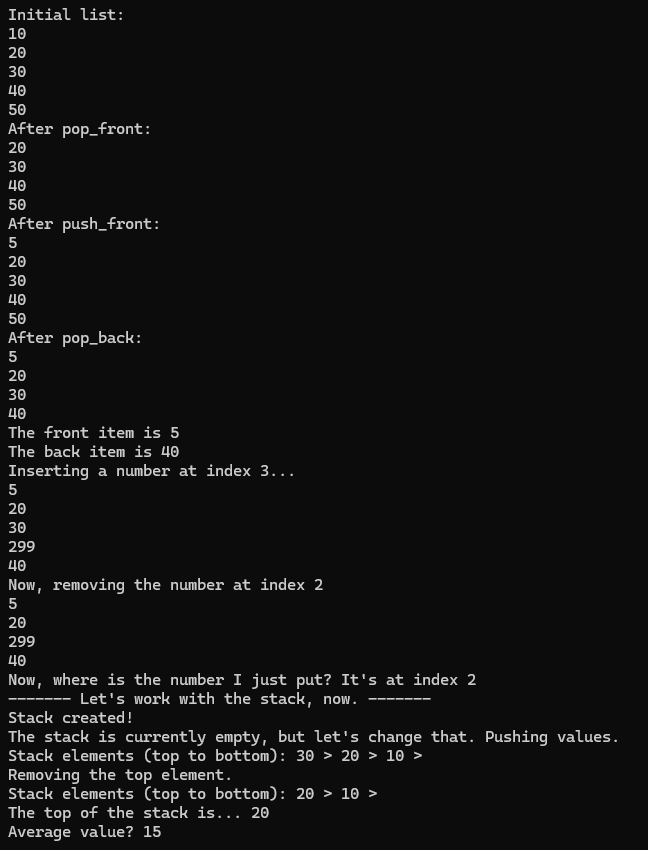 Initial list:
10
20
30
40
50
After pop_front:
20
30
40
50
After push_front:
5
20
30
40
50
After pop_back:
5
20
30
40
The front item is 5
The back item is 40
Inserting a number at index 3...
5
20
30
299
40
Now, removing the number at index 2
5
20
299
40
Now, where is the number I just put? It's at index 2
------- Let's work with the stack, now. -------
Stack created!
The stack is currently empty, but let's change that. Pushing values.
Stack elements (top to bottom): 30 > 20 > 10 >
Removing the top element.
Stack elements (top to bottom): 20 > 10 >
The top of the stack is... 20
Average value? 15